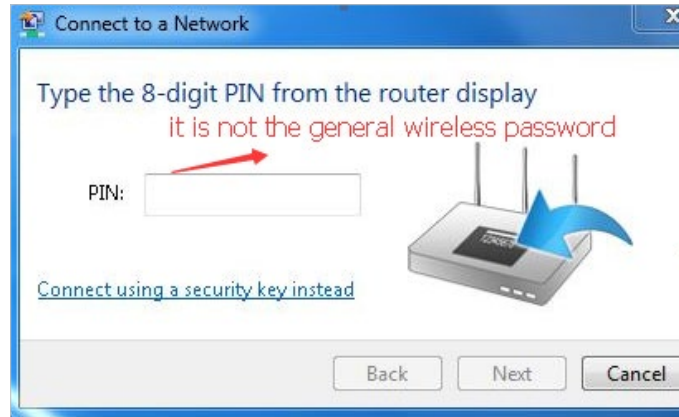 Connect to a Network
Type the 8-digit PIN from the router display
it is not the general wireless password
PIN:
Connect using a security key instead
Back Next Cancel